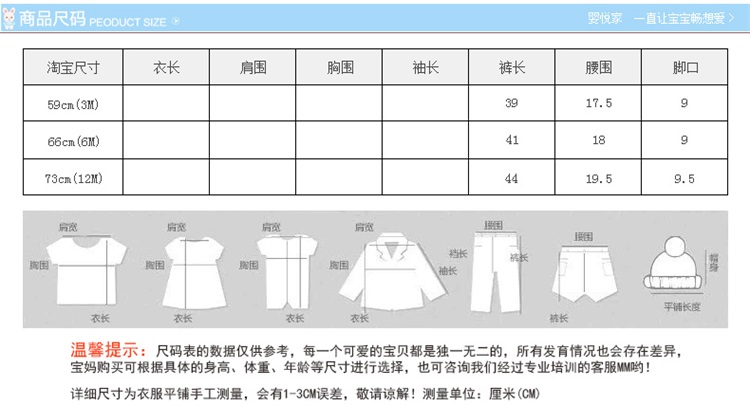 商品尺码 PEODUCT SIZE 婴悦家 一直让宝宝畅想爱
淘宝尺寸 衣长 肩围 胸围 袖长 裤长 腰围 脚口
59cm(3M) 39 17.5 9
66cm(6M) 41 18 9
73cm(12M) 44 19.5 9.5
肩宽 肩宽 肩宽 肩宽 腰围
胸围 胸围 胸围 胸围 袖长 裆长 裤长 腰围 帽身
衣长 衣长 衣长 衣长 裤长 平铺长度
温馨提示:尺码表的数据仅供参考,每一个可爱的宝贝都是独一无二的,所有发育情况也会存在差异,
宝妈购买可根据具体的身高、体重、年龄等尺寸进行选择,也可咨询我们经过专业培训的客服MM哟!
详细尺寸为衣服平铺手工测量,会有1-3CM误差,敬请谅解!测量单位:厘米(CM)